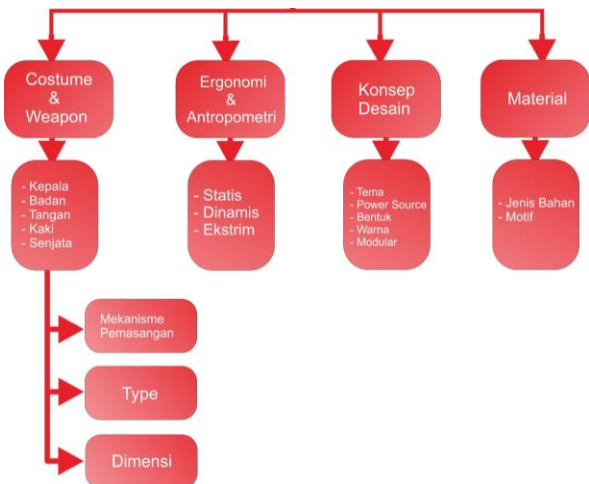 Costume
&
Weapon
Ergonomi
&
Antropometri
Konsep
Desain
Material
- Kepala
- Badan
- Tangan
- Kaki
- Senjata
- Statis
- Dinamis
- Ekstrim
- Tema
- Power Source
- Bentuk
- Warna
- Modular
- Jenis Bahan
- Motif
Mekanisme
Pemasangan
Type
Dimensi